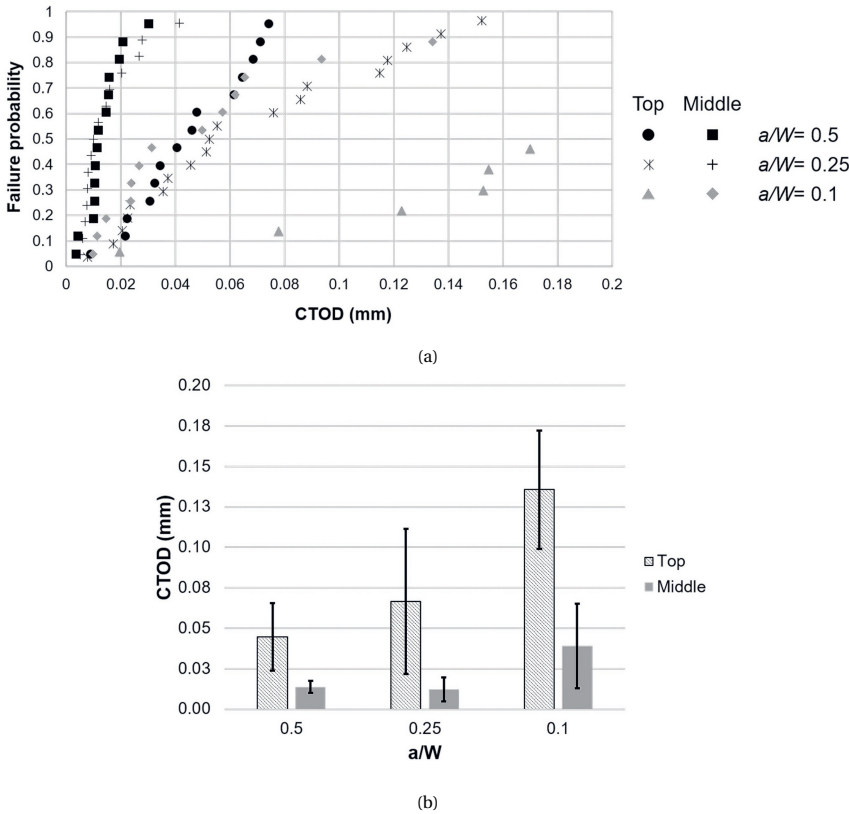 1
0.9
0.8
0.7
0.6
0.5
0.4
0.3
0.2
0.1
0
Failure probability
0 0.02 0.04 0.06 0.08 0.1 0.12 0.14 0.16 0.18 0.2
CTOD (mm)
Top Middle
a/W= 0.5
a/W= 0.25
a/W= 0.1
(a)
0.20
0.18
0.15
0.13
0.10
0.08
0.05
0.03
0.00
CTOD (mm)
0.5 0.25 0.1
a/W
Top
Middle
(b)